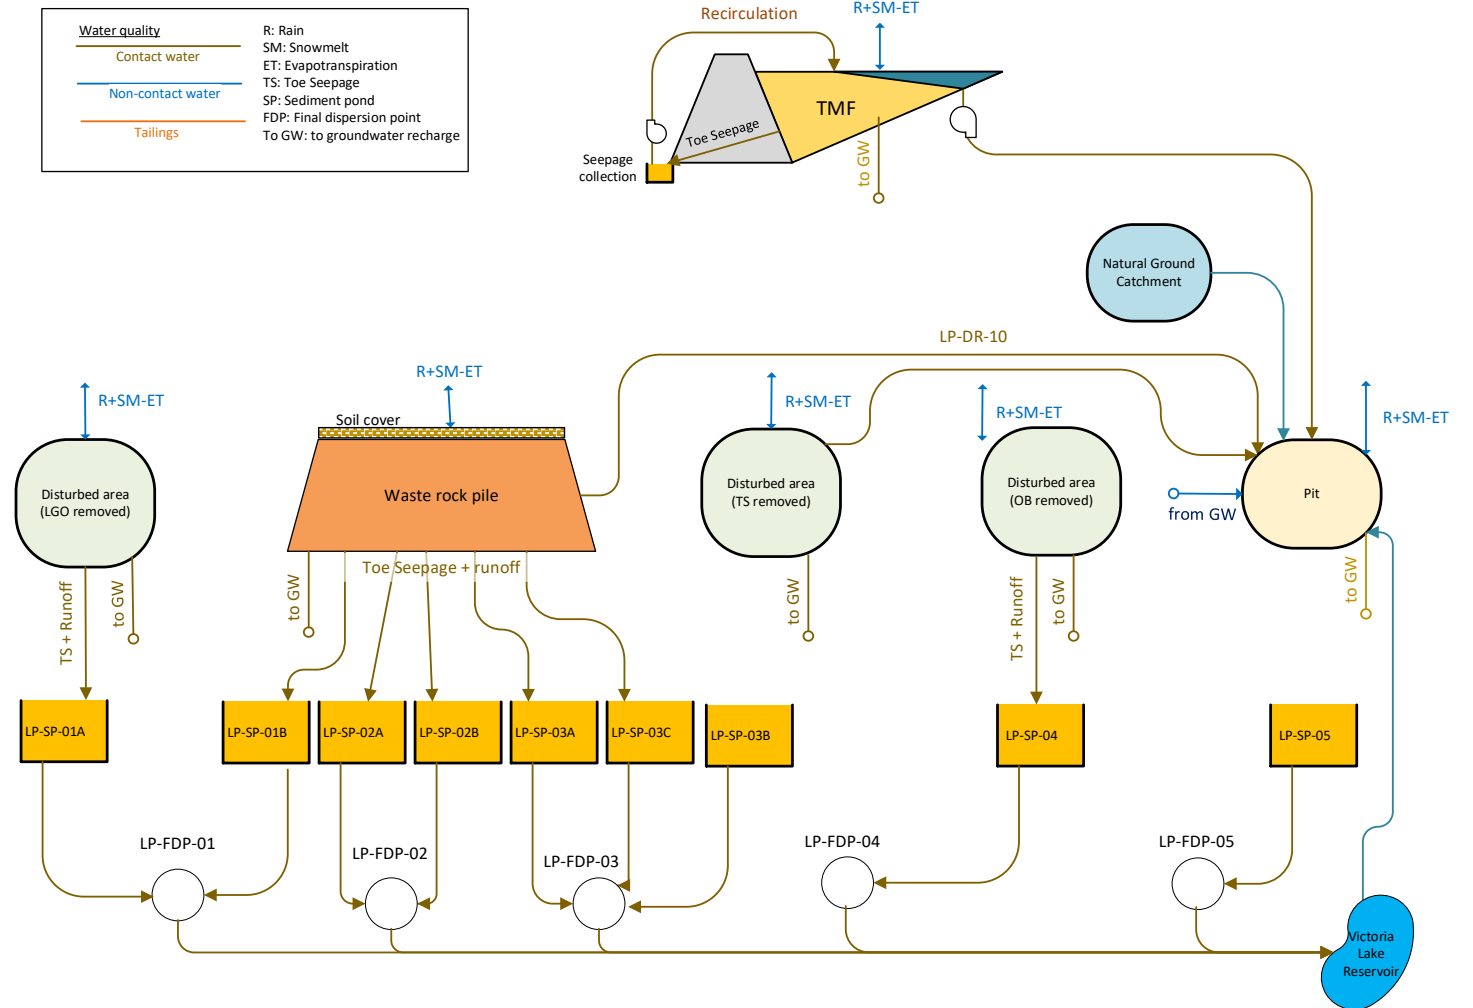 Water quality
Contact water
Non-contact water
Tailings
R: Rain
SM: Snowmelt
ET: Evapotranspiration
TS: Toe Seepage
SP: Sediment pond
FDP: Final dispersion point
To GW: to groundwater recharge
Recirculation
R+SM-ET
TMF
Toe Seepage
Seepage
collection
to GW
Natural Ground
Catchment
LP-DR-10
R+SM-ET
R+SM-ET
R+SM-ET
R+SM-ET
R+SM-ET
Soil cover
Disturbed area
(LGO removed)
Waste rock pile
Disturbed area
(TS removed)
Disturbed area
(OB removed)
Pit
from GW
Toe Seepage + runoff
TS + Runoff
to GW
to GW
to GW
TS + Runoff
to GW
to GW
LP-SP-01A
LP-SP-01B
LP-SP-02A
LP-SP-02B
LP-SP-03A
LP-SP-03C
LP-SP-03B
LP-SP-04
LP-SP-05
LP-FDP-01
LP-FDP-02
LP-FDP-03
LP-FDP-04
LP-FDP-05
Victoria
Lake
Reservoir